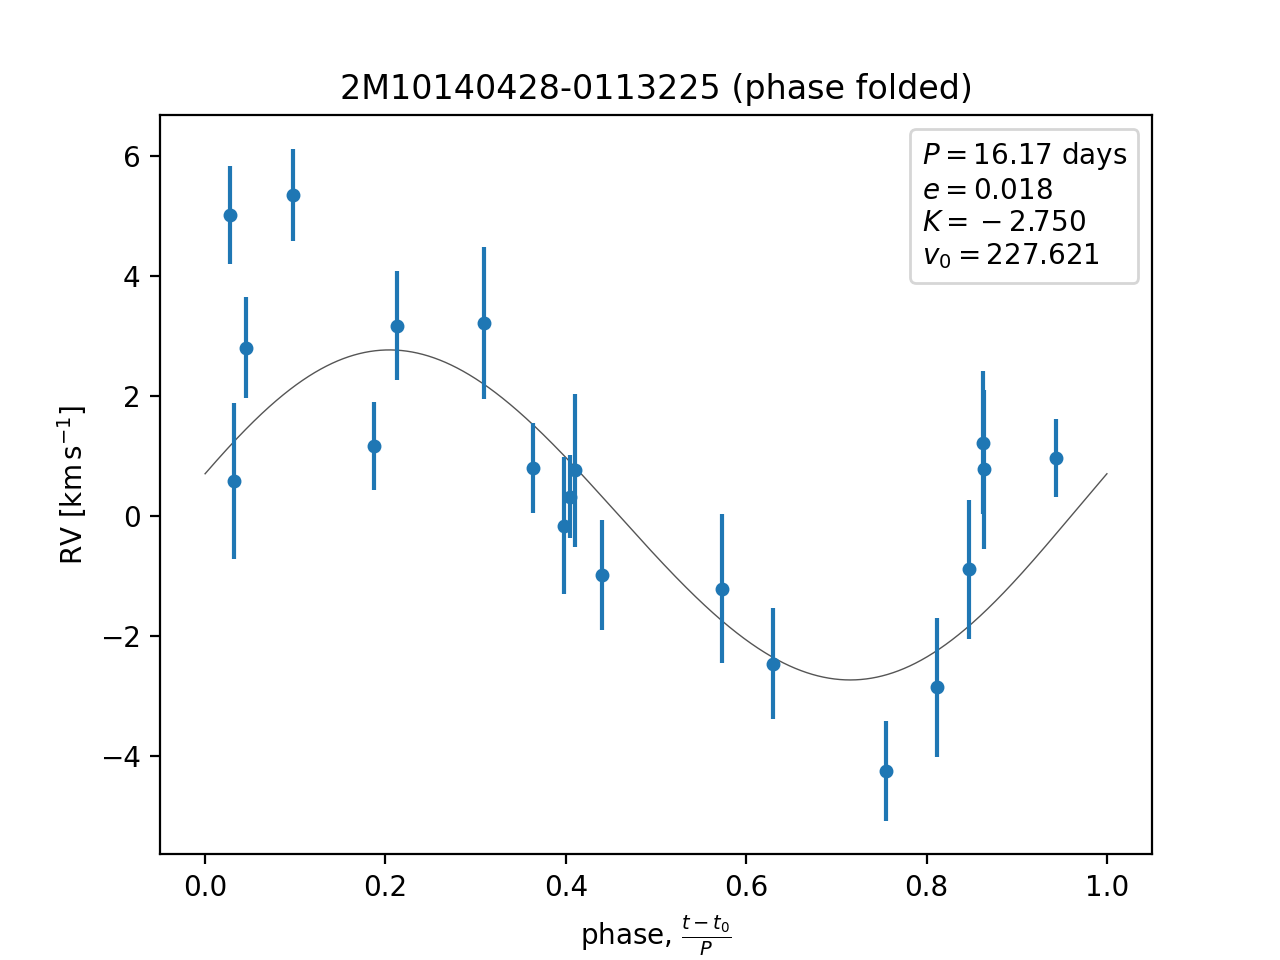 2M10140428-0113225 (phase folded)
P = 16.17 days
e = 0.018
K = −2.750
v₀ = 227.621
6
4
2
0
−2
−4
RV [km s⁻¹]
0.0 0.2 0.4 0.6 0.8 1.0
phase, (t − t₀)/P